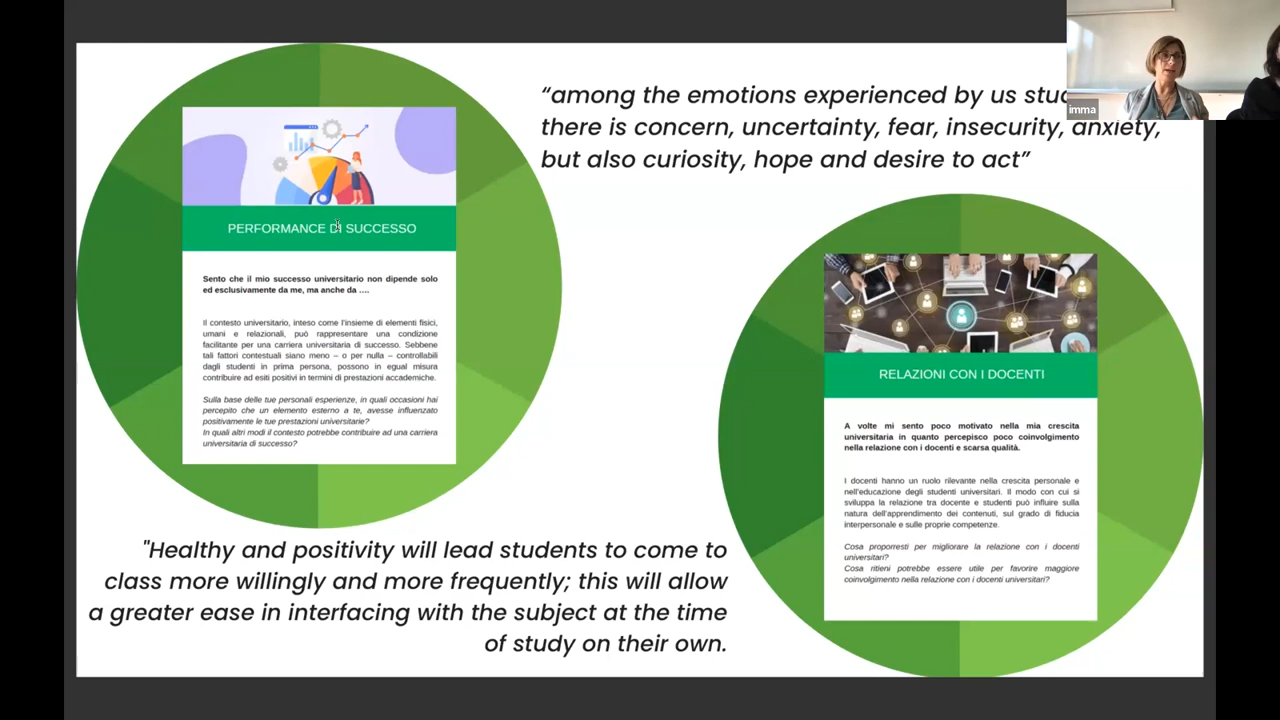 “among the emotions experienced by us
there is concern, uncertainty, fear, insecurity, anxiety,
but also curiosity, hope and desire to act”
imma
PERFORMANCE DI SUCCESSO
Sento che il mio successo universitario non dipende solo
ed esclusivamente da me, ma anche da ....
Il contesto universitario, inteso come l'insieme di elementi fisici,
umani e relazionali, può rappresentare una condizione
facilitante per una carriera universitaria di successo. Sebbene
tali fattori contestuali siano meno – o per nulla – controllabili
dagli studenti in prima persona, possono in egual misura
contribuire ad esiti positivi in termini di prestazioni accademiche.
Sulla base delle tue personali esperienze, in quali occasioni hai
percepito che un elemento esterno a te, avesse influenzato
positivamente le tue prestazioni universitarie?
In quali altri modi il contesto potrebbe contribuire ad una carriera
universitaria di successo?
RELAZIONI CON I DOCENTI
A volte mi sento poco motivato nella mia crescita
universitaria in quanto percepisco poco coinvolgimento
nella relazione con i docenti e scarsa qualità.
I docenti hanno un ruolo rilevante nella crescita personale e
nell'educazione degli studenti universitari. Il modo con cui si
sviluppa la relazione tra docente e studenti può influire sulla
natura dell'apprendimento dei contenuti, sul grado di fiducia
interpersonale e sulle proprie competenze.
Cosa proporresti per migliorare la relazione con i docenti
universitari?
Cosa ritieni potrebbe essere utile per favorire maggiore
coinvolgimento nella relazione con i docenti universitari?
"Healthy and positivity will lead students to come to
class more willingly and more frequently; this will allow
a greater ease in interfacing with the subject at the time
of study on their own.